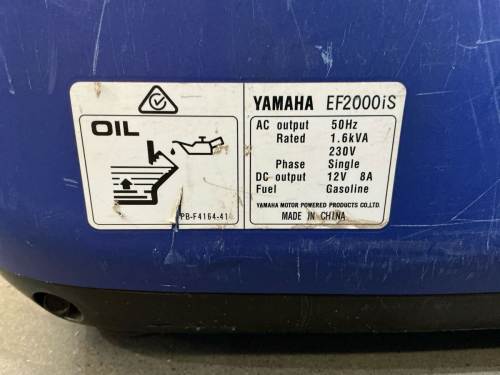 OIL
PB-F4164-41
YAMAHA EF2000iS
AC output 50Hz
Rated 1.6kVA
230V
Phase Single
DC output 12V 8A
Fuel Gasoline
YAMAHA MOTOR POWERED PRODUCTS CO.,LTD.
MADE IN CHINA